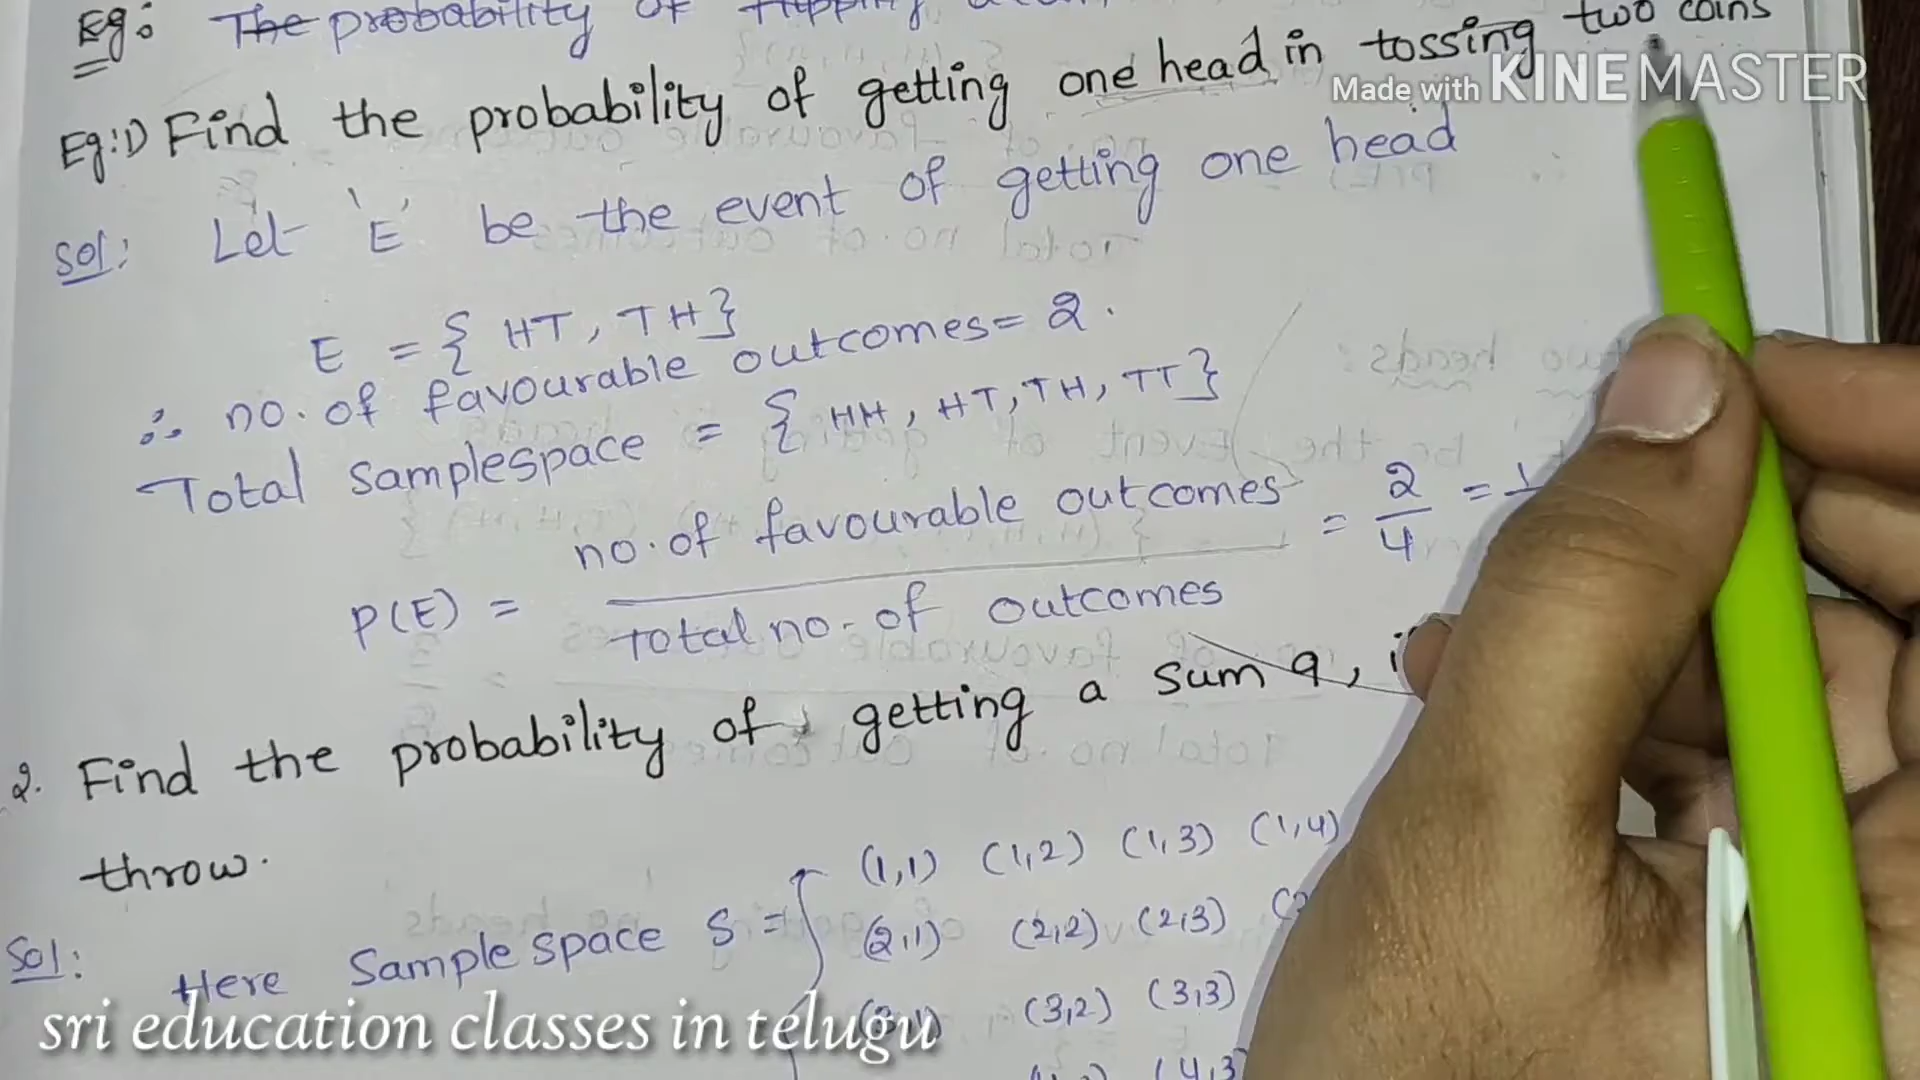 Eg: The probability of flipping
Eg:1) Find the probability of getting one head in tossing two coins
Made with KINEMASTER
Sol: Let 'E' be the event of getting one head
E = { HT, TH}
∴ no. of favourable outcomes = 2.
Total samplespace = { HH, HT, TH, TT}
P(E) = no. of favourable outcomes / Total no. of outcomes = 2/4 = 1/
2. Find the probability of getting a sum 9,
throw.
Sol: Here Sample space S = { (1,1) (1,2) (1,3) (1,4)
(2,1) (2,2) (2,3)
(3,1) (3,2) (3,3)
(4,3)
sri education classes in telugu